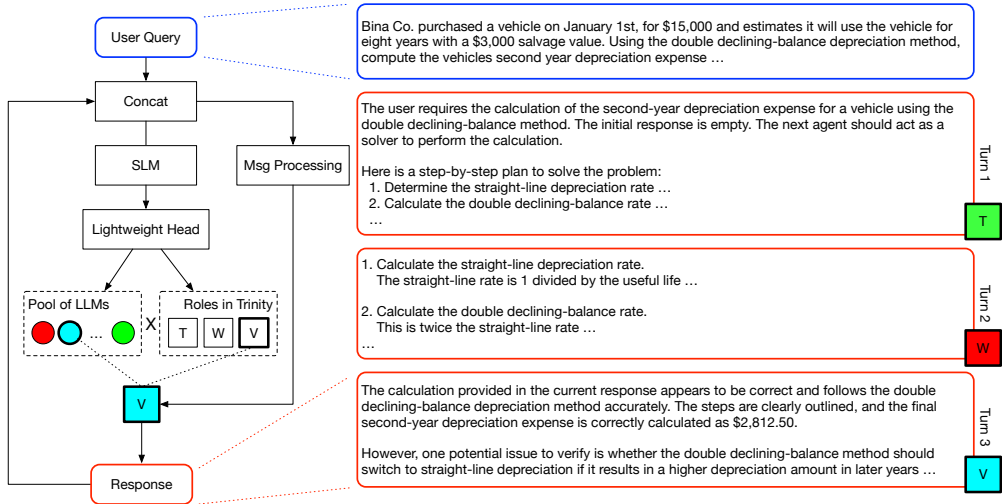 User Query
Concat
SLM
Msg Processing
Lightweight Head
Pool of LLMs
...
X
Roles in Trinity
T W V
V
Response
Bina Co. purchased a vehicle on January 1st, for $15,000 and estimates it will use the vehicle for
eight years with a $3,000 salvage value. Using the double declining-balance depreciation method,
compute the vehicles second year depreciation expense …
The user requires the calculation of the second-year depreciation expense for a vehicle using the
double declining-balance method. The initial response is empty. The next agent should act as a
solver to perform the calculation.
Here is a step-by-step plan to solve the problem:
1. Determine the straight-line depreciation rate …
2. Calculate the double declining-balance rate …
…
Turn 1
T
1. Calculate the straight-line depreciation rate.
The straight-line rate is 1 divided by the useful life …
2. Calculate the double declining-balance rate.
This is twice the straight-line rate …
…
Turn 2
W
The calculation provided in the current response appears to be correct and follows the double
declining-balance depreciation method accurately. The steps are clearly outlined, and the final
second-year depreciation expense is correctly calculated as $2,812.50.
However, one potential issue to verify is whether the double declining-balance method should
switch to straight-line depreciation if it results in a higher depreciation amount in later years …
Turn 3
V